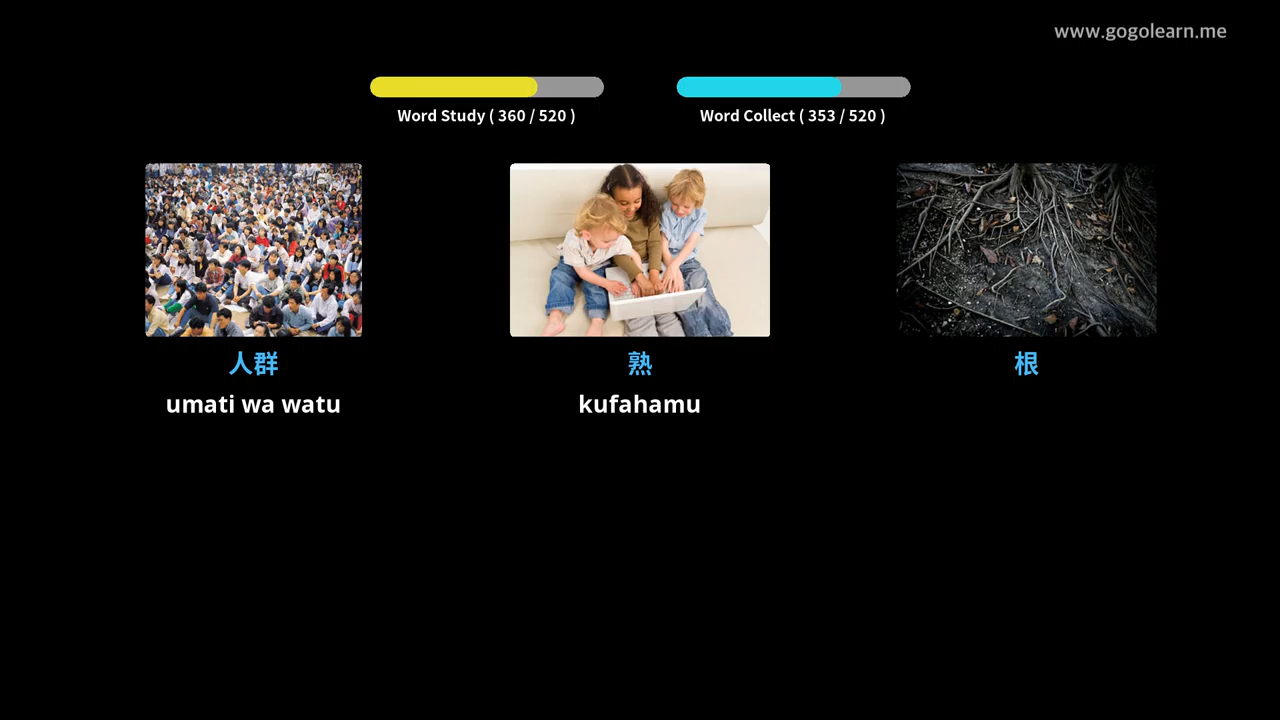 www.gogolearn.me
Word Study ( 360 / 520 )
Word Collect ( 353 / 520 )
人群
熟
根
umati wa watu
kufahamu